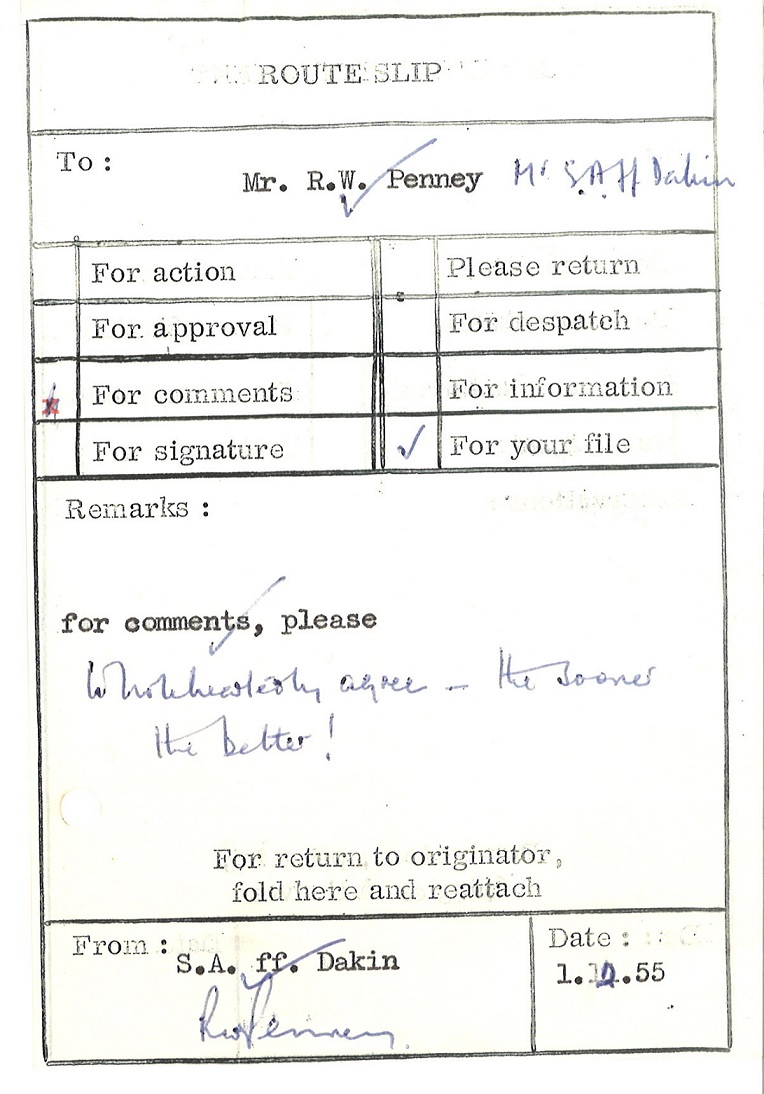 ROUTE SLIP
To :
Mr. R.W. Penney Mr S.A.ff Dakin
For action Please return
For approval For despatch
x For comments For information
For signature ✓ For your file
Remarks :
for comments, please
Wholeheartedly agree – the sooner
the better!
For return to originator,
fold here and reattach
From : Date :
S.A. ff. Dakin
1.12.55
RWPenney